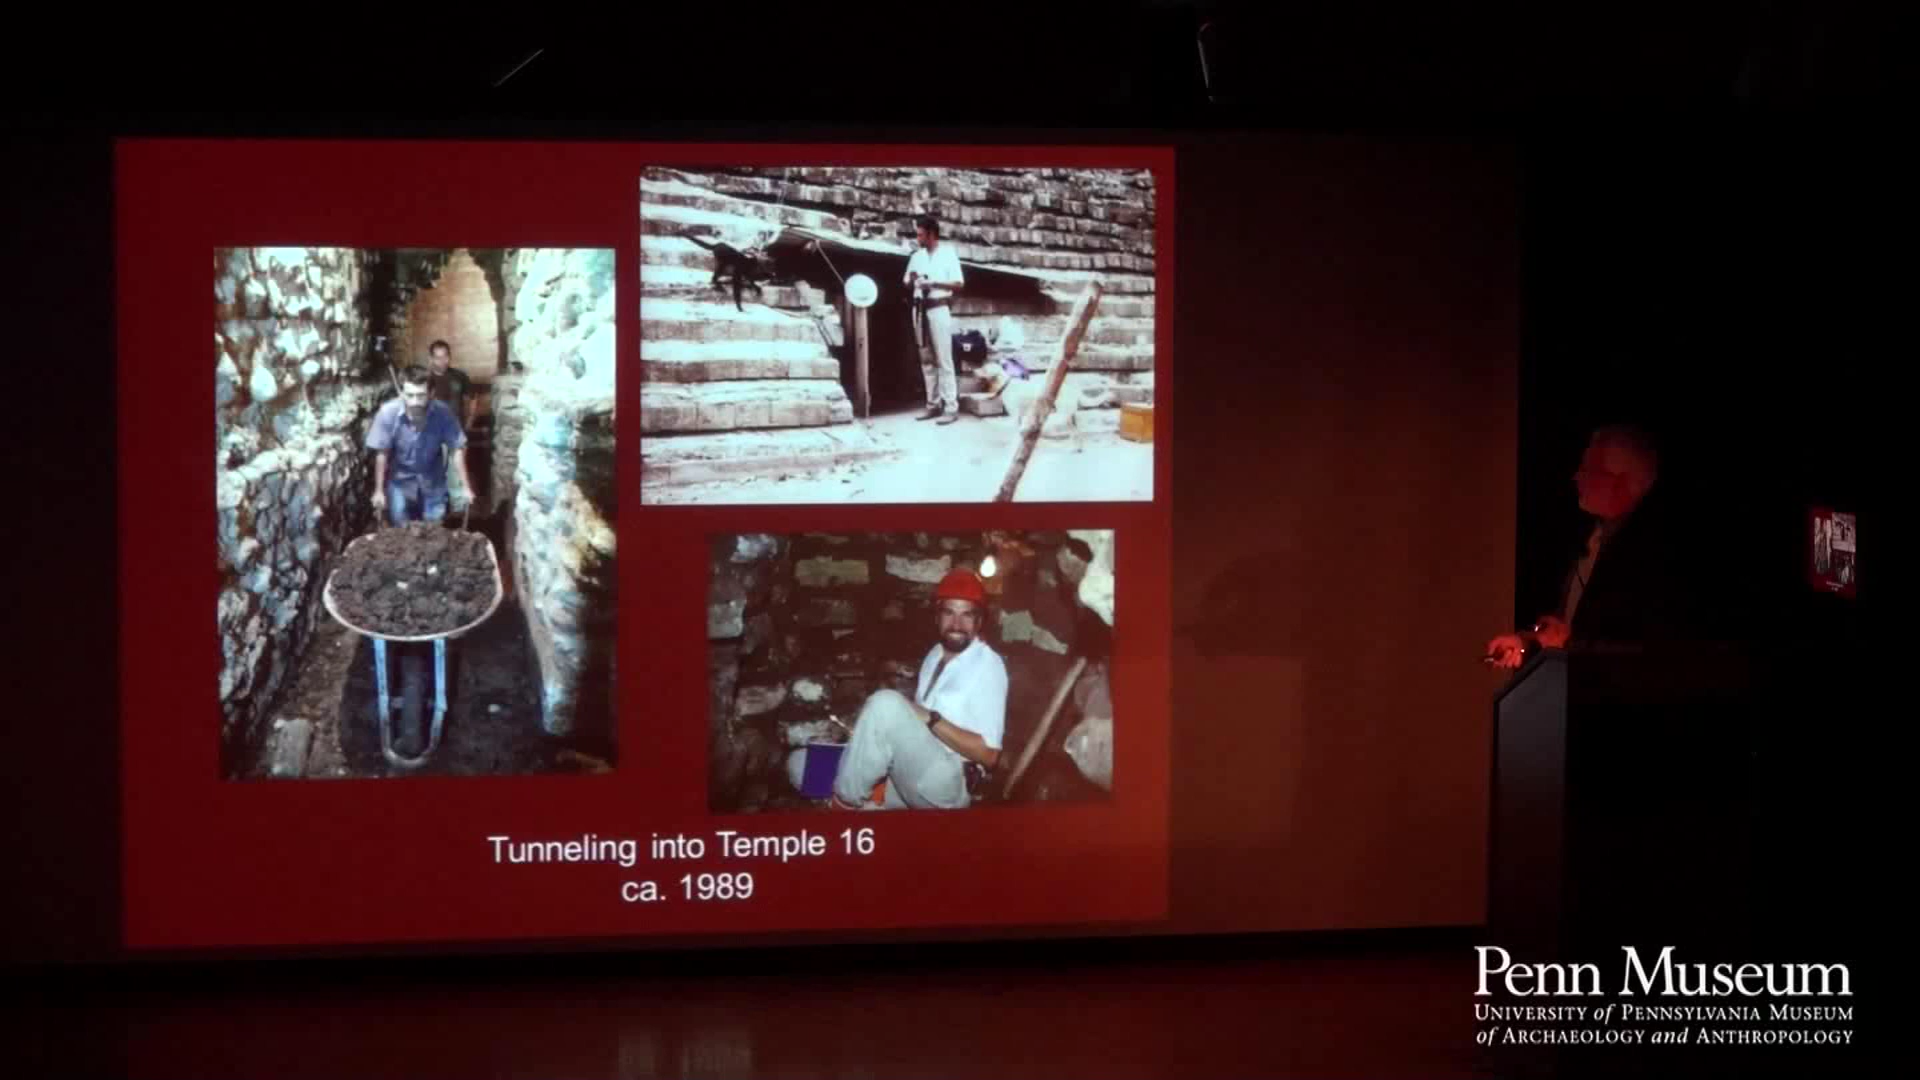 Tunneling into Temple 16
ca. 1989
Penn Museum
University of Pennsylvania Museum
of Archaeology and Anthropology